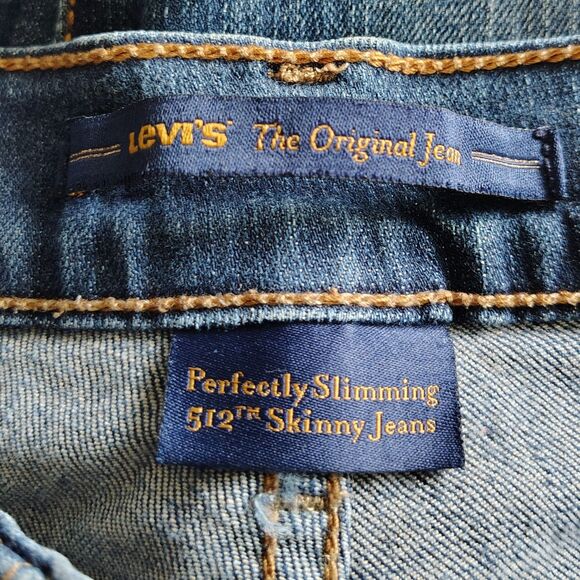 Levi's The Original Jean
Perfectly Slimming
512™ Skinny Jeans